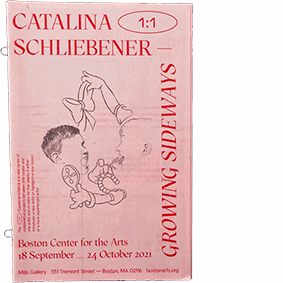 CATALINA 1:1
SCHLIEBENER —
GROWING SIDEWAYS
Boston Center for the Arts
18 September ... 24 October 2021
Mills Gallery 551 Tremont Street — Boston, MA 02116 bostonarts.org